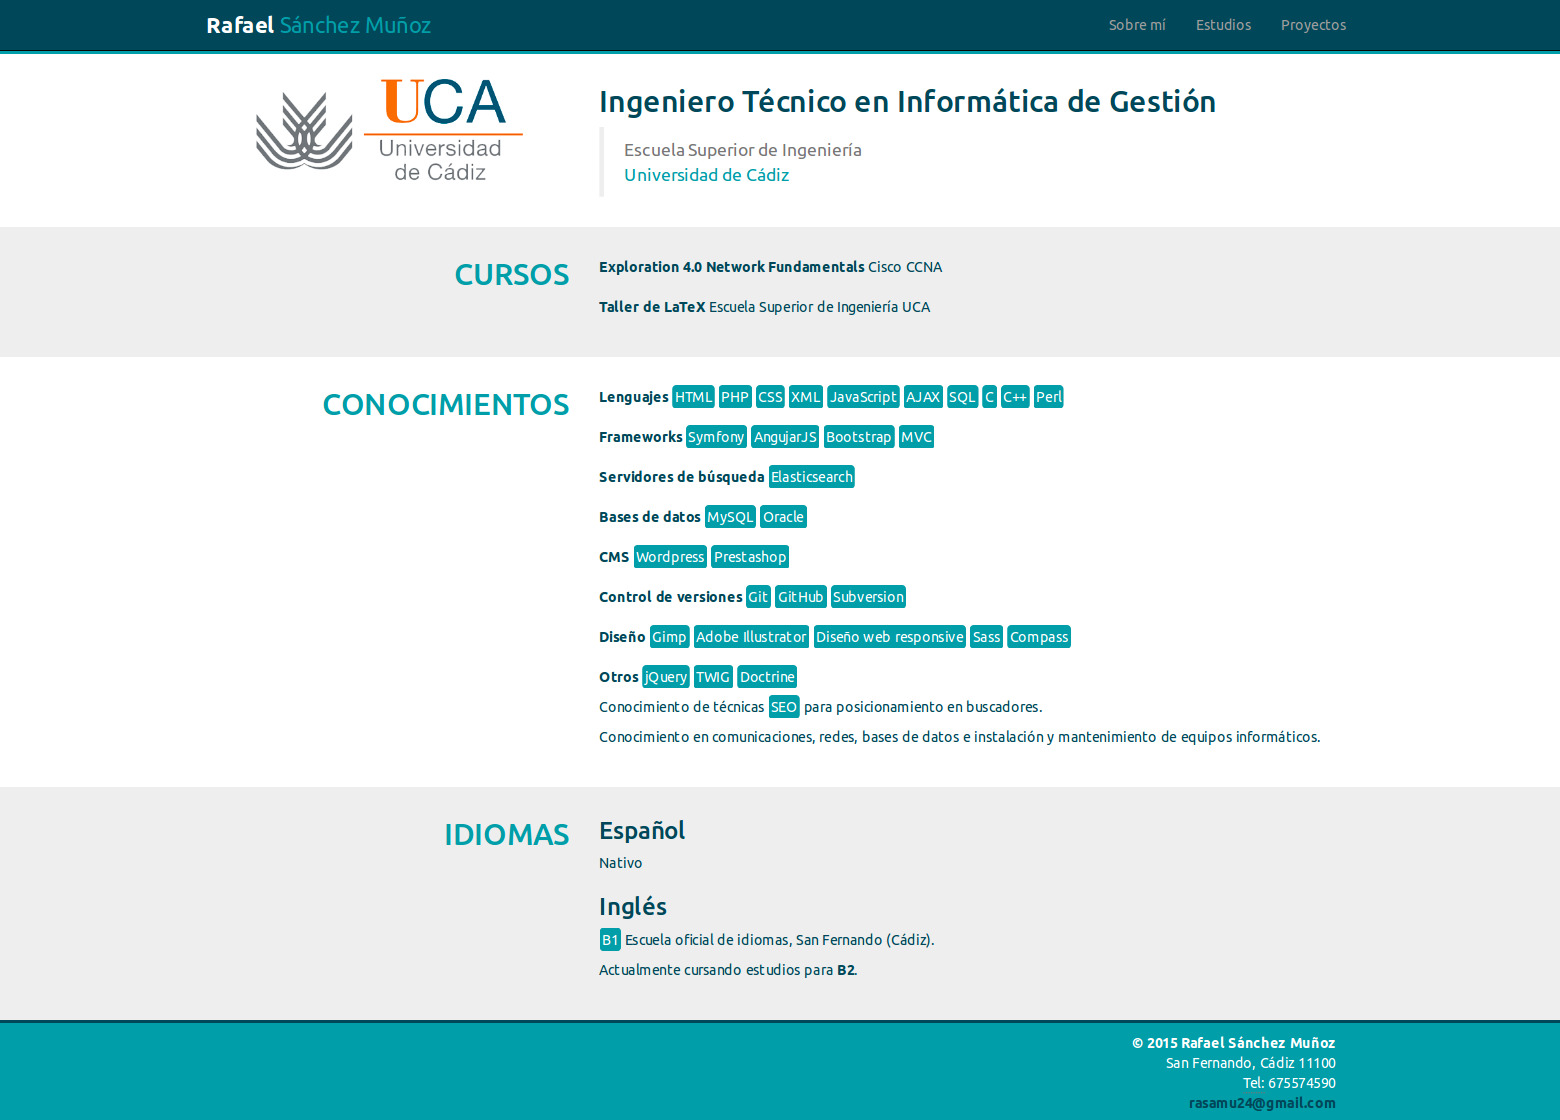 Rafael Sánchez Muñoz
Sobre mí Estudios Proyectos
UCA
Universidad
de Cádiz
Ingeniero Técnico en Informática de Gestión
Escuela Superior de Ingeniería
Universidad de Cádiz
CURSOS
Exploration 4.0 Network Fundamentals Cisco CCNA
Taller de LaTeX Escuela Superior de Ingeniería UCA
CONOCIMIENTOS
Lenguajes HTML PHP CSS XML JavaScript AJAX SQL C C++ Perl
Frameworks Symfony AngujarJS Bootstrap MVC
Servidores de búsqueda Elasticsearch
Bases de datos MySQL Oracle
CMS Wordpress Prestashop
Control de versiones Git GitHub Subversion
Diseño Gimp Adobe Illustrator Diseño web responsive Sass Compass
Otros jQuery TWIG Doctrine
Conocimiento de técnicas SEO para posicionamiento en buscadores.
Conocimiento en comunicaciones, redes, bases de datos e instalación y mantenimiento de equipos informáticos.
IDIOMAS
Español
Nativo
Inglés
B1 Escuela oficial de idiomas, San Fernando (Cádiz).
Actualmente cursando estudios para B2.
© 2015 Rafael Sánchez Muñoz
San Fernando, Cádiz 11100
Tel: 675574590
rasamu24@gmail.com